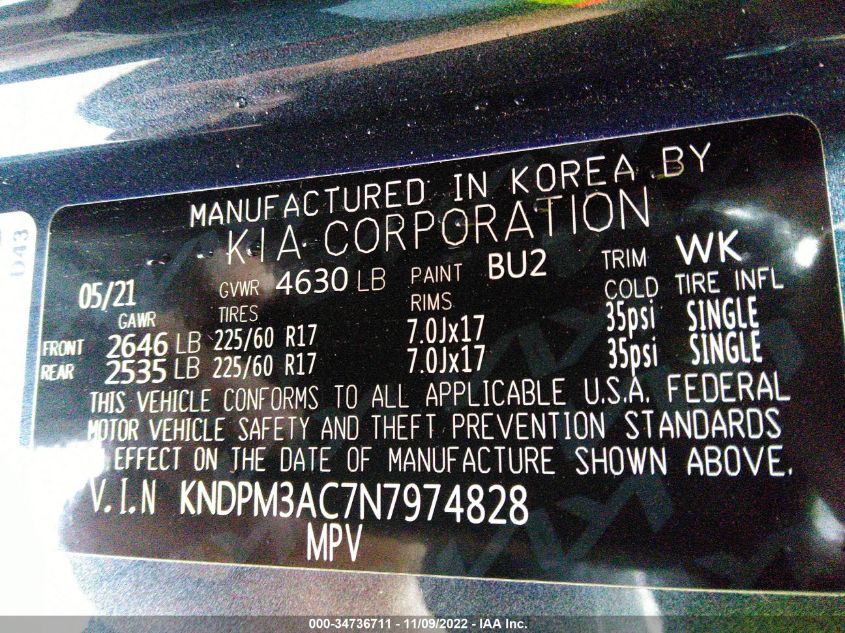 MANUFACTURED IN KOREA BY
KIA CORPORATION
05/21 GVWR 4630 LB PAINT BU2 TRIM WK
GAWR TIRES RIMS COLD TIRE INFL
FRONT 2646 LB 225/60 R17 7.0Jx17 35psi SINGLE
REAR 2535 LB 225/60 R17 7.0Jx17 35psi SINGLE
THIS VEHICLE CONFORMS TO ALL APPLICABLE U.S.A. FEDERAL
MOTOR VEHICLE SAFETY AND THEFT PREVENTION STANDARDS
EFFECT ON THE DATE OF MANUFACTURE SHOWN ABOVE.
V.I.N KNDPM3AC7N7974828
MPV
D43
000-34736711 - 11/09/2022 - IAA Inc.